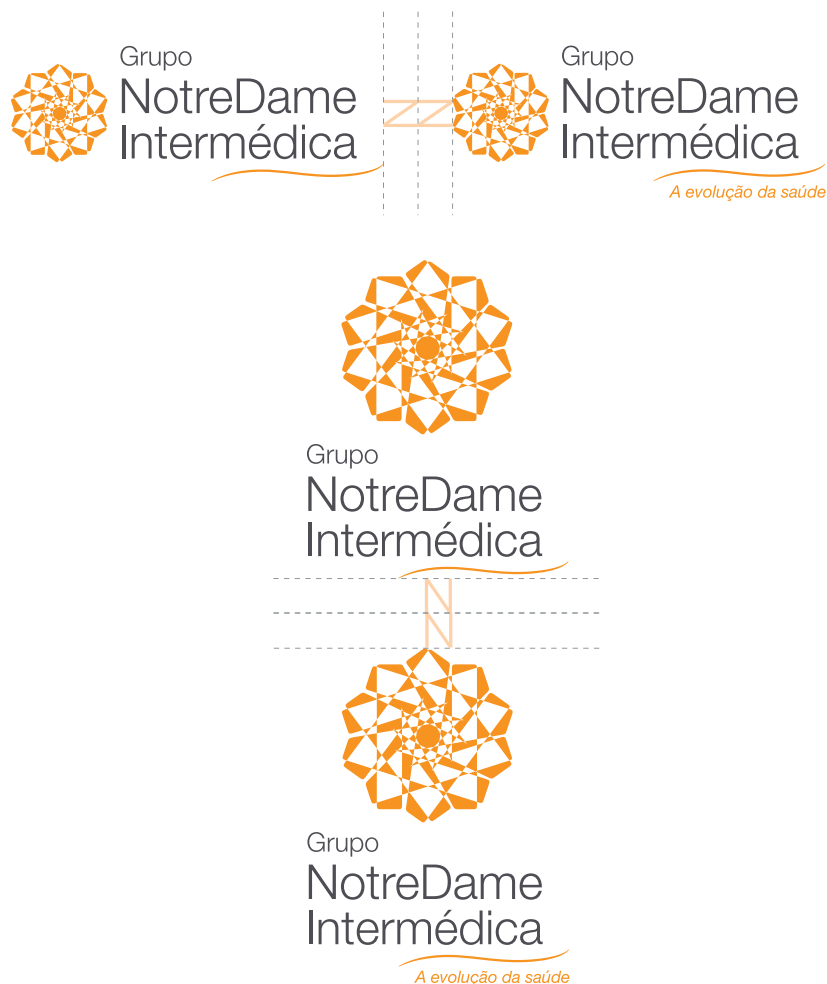 Grupo
NotreDame
Intermédica
Grupo
NotreDame
Intermédica
A evolução da saúde
Grupo
NotreDame
Intermédica
Grupo
NotreDame
Intermédica
A evolução da saúde